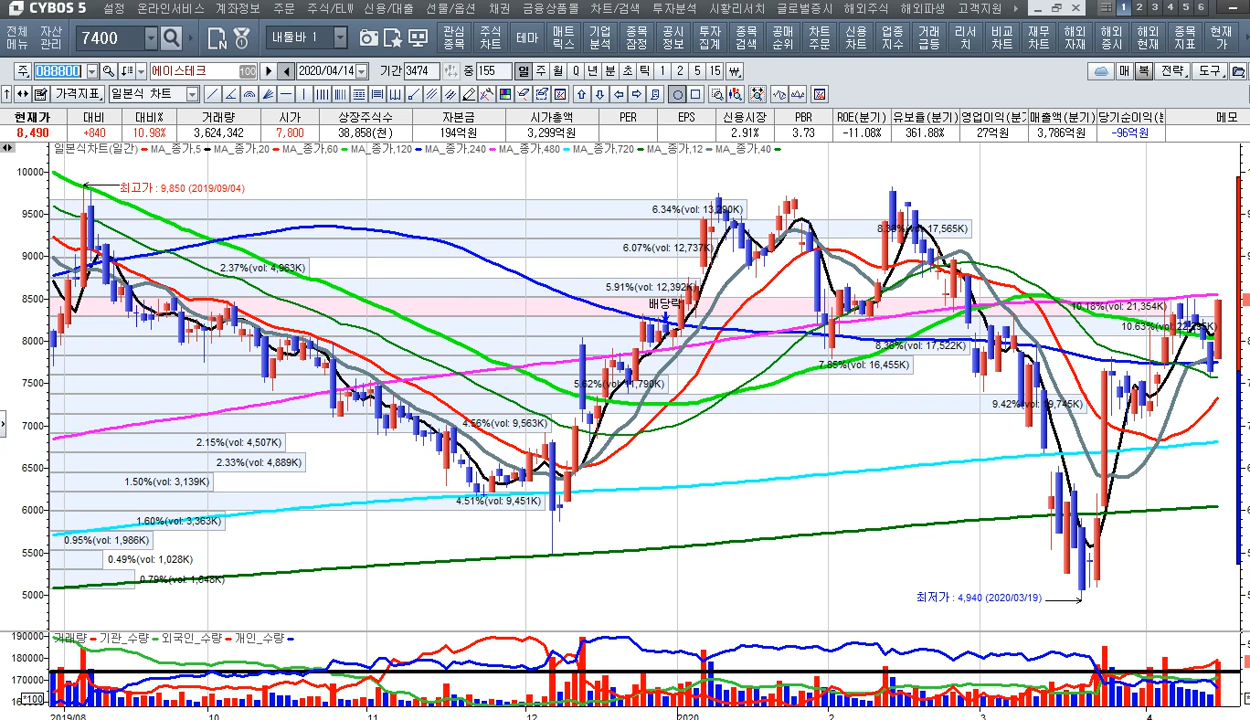 CYBOS 5 설정 온라인서비스 계좌정보 주문 주식/ELW 신용/대출 선물/옵션 채권 금융상품몰 차트/검색 투자분석 시황리서치 글로벌증시 해외주식 해외파생 고객지원 1 2 3 4 5 6
전체메뉴 자산관리 7400 내툴바 1 관심종목 주식차트 테마 매트릭스 기업분석 종목잠정 공시정보 투자집계 종목검색 공매순위 차트주문 신용차트 업종지수 거래급등 리서치 비교차트 재무차트 해외지재 해외증시 해외현재 종목지표 현재가
주 088800 에이스테크 100 2020/04/14 기간 3474 중 155 일 주 월 Q 년 분 초 틱 1 2 5 15 매 복 전략 도구
가격지표 일본식 차트
현재가 대비 대비% 거래량 시가 상장주식수 자본금 시가총액 PER EPS 신용시장 PBR ROE(분기) 유보율(분기) 영업이익(분 매출액(분기) 당기순이익(분 메모
8,490 +840 10.98% 3,624,342 7,800 38,858(천) 194억원 3,299억원 2.91% 3.73 -11.08% 361.88% 27억원 3,786억원 -96억원
일본식차트(일간) MA_종가,5 MA_종가,20 MA_종가,60 MA_종가,120 MA_종가,240 MA_종가,480 MA_종가,720 MA_종가,12 MA_종가,40
10000
최고가 : 9,850 (2019/09/04)
9500
6.34%(vol: 13,290K)
8.38%(vol: 17,565K)
6.07%(vol: 12,737K)
9000
2.37%(vol: 4,963K)
5.91%(vol: 12,392K)
8500
배당락
10.18%(vol: 21,354K)
10.63%(vol: 22,295K)
8000
8.36%(vol: 17,522K)
7.85%(vol: 16,455K)
7500
5.62%(vol: 11,790K)
9.42%(vol: 19,745K)
7000
4.56%(vol: 9,563K)
2.15%(vol: 4,507K)
6500
2.33%(vol: 4,889K)
1.50%(vol: 3,139K)
4.51%(vol: 9,451K)
6000
1.60%(vol: 3,363K)
0.95%(vol: 1,986K)
5500
0.49%(vol: 1,028K)
0.79%(vol: 1,648K)
5000
최저가 : 4,940 (2020/03/19)
190000 거래량 기관_수량 외국인_수량 개인_수량
180000
170000
*100
2019/08 10 11 12 2020 2 3 4